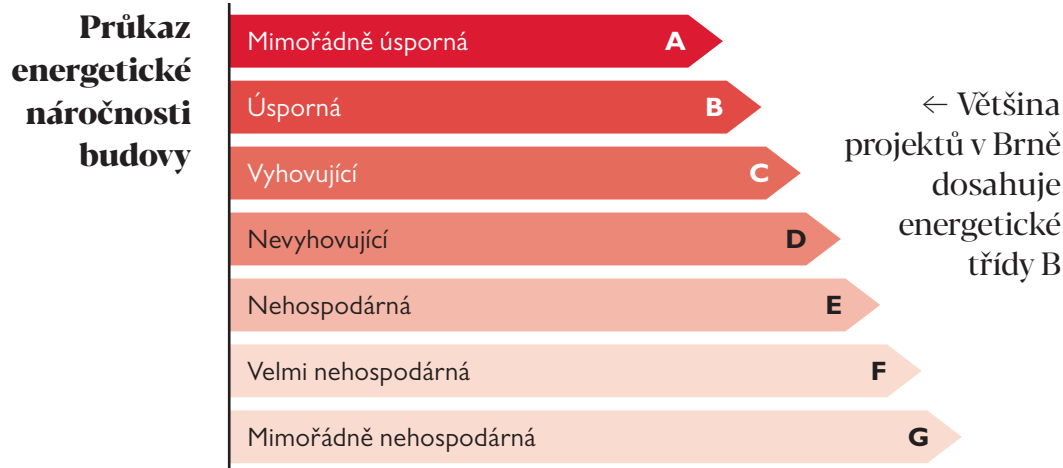 Průkaz
energetické
náročnosti
budovy
Mimořádně úsporná A
Úsporná B
Vyhovující C
Nevyhovující D
Nehospodárná E
Velmi nehospodárná F
Mimořádně nehospodárná G
← Většina
projektů v Brně
dosahuje
energetické
třídy B